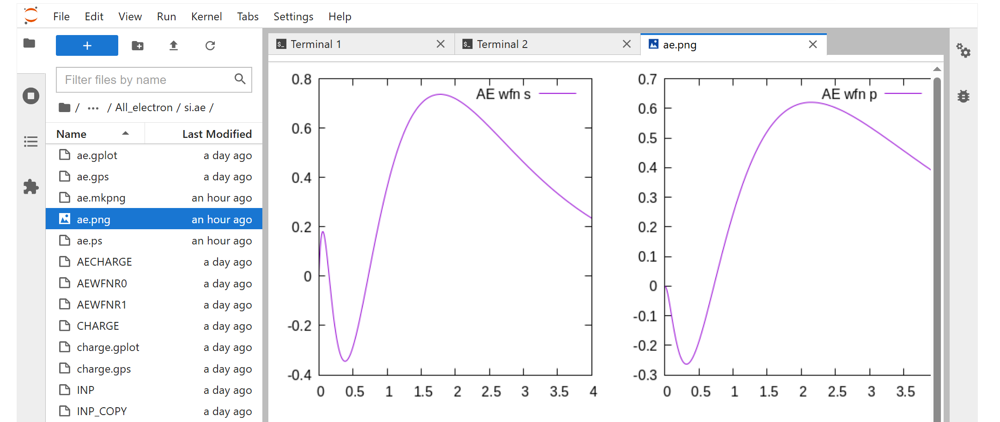 File Edit View Run Kernel Tabs Settings Help
+
Filter files by name
/ ... / All_electron / si.ae /
Name Last Modified
ae.gplot a day ago
ae.gps a day ago
ae.mkpng an hour ago
ae.png an hour ago
ae.ps an hour ago
AECHARGE a day ago
AEWFNR0 a day ago
AEWFNR1 a day ago
CHARGE a day ago
charge.gplot a day ago
charge.gps a day ago
INP a day ago
INP_COPY a day ago
$_ Terminal 1
$_ Terminal 2
ae.png
AE wfn s
0.8
0.6
0.4
0.2
0
-0.2
-0.4
0 0.5 1 1.5 2 2.5 3 3.5 4
AE wfn p
0.7
0.6
0.5
0.4
0.3
0.2
0.1
0
-0.1
-0.2
-0.3
0 0.5 1 1.5 2 2.5 3 3.5